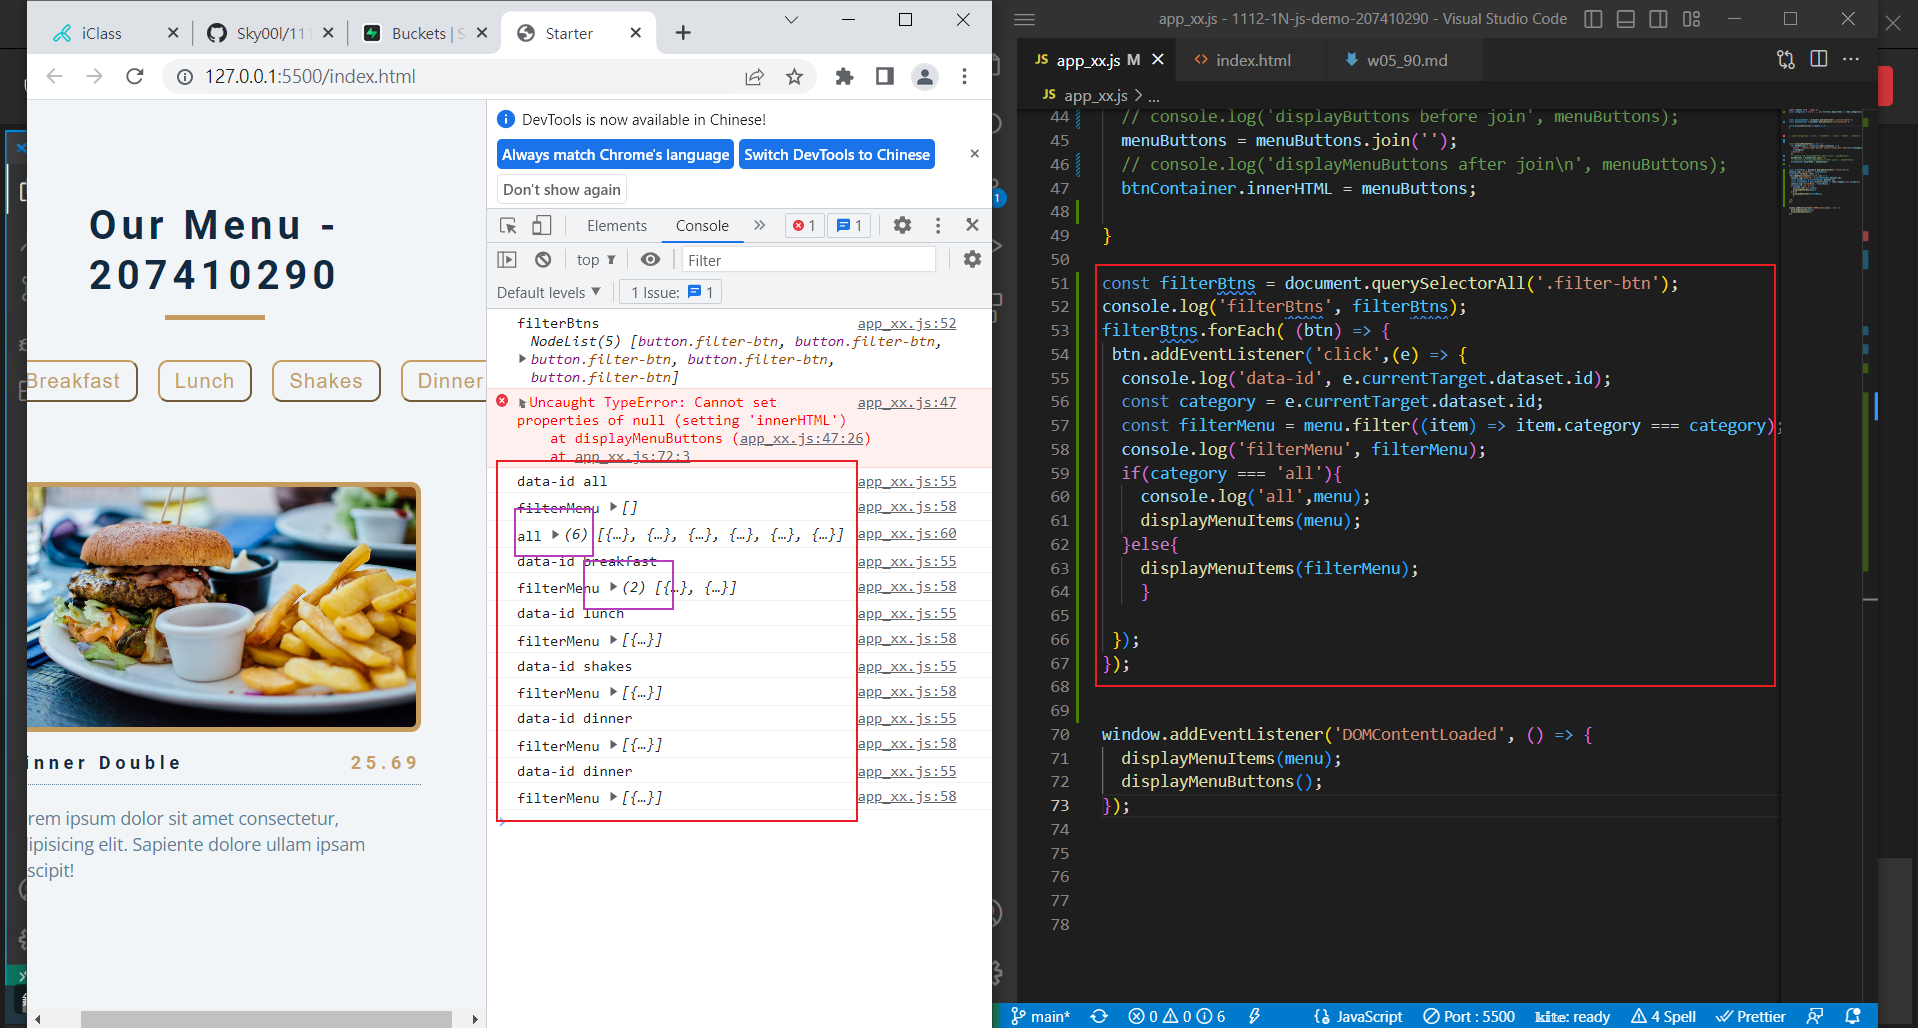 iClass
Sky00l/111
Buckets | S
Starter
127.0.0.1:5500/index.html
Our Menu -
207410290
Breakfast
Lunch
Shakes
Dinner
inner Double
25.69
rem ipsum dolor sit amet consectetur,
lipisicing elit. Sapiente dolore ullam ipsam
scipit!
DevTools is now available in Chinese!
Always match Chrome's language
Switch DevTools to Chinese
Don't show again
Elements
Console
1
1
top
Filter
Default levels
1 Issue: 1
filterBtns app_xx.js:52
NodeList(5) [button.filter-btn, button.filter-btn,
button.filter-btn, button.filter-btn,
button.filter-btn]
Uncaught TypeError: Cannot set app_xx.js:47
properties of null (setting 'innerHTML')
at displayMenuButtons (app_xx.js:47:26)
at app_xx.js:72:3
data-id all app_xx.js:55
filterMenu [] app_xx.js:58
all (6) [{…}, {…}, {…}, {…}, {…}, {…}] app_xx.js:60
data-id breakfast app_xx.js:55
filterMenu (2) [{…}, {…}] app_xx.js:58
data-id lunch app_xx.js:55
filterMenu [{…}] app_xx.js:58
data-id shakes app_xx.js:55
filterMenu [{…}] app_xx.js:58
data-id dinner app_xx.js:55
filterMenu [{…}] app_xx.js:58
data-id dinner app_xx.js:55
filterMenu [{…}] app_xx.js:58
1
app_xx.js - 1112-1N-js-demo-207410290 - Visual Studio Code
JS app_xx.js M
index.html
w05_90.md
JS app_xx.js > ...
44 // console.log('displayButtons before join', menuButtons);
45 menuButtons = menuButtons.join('');
46 // console.log('displayMenuButtons after join\n', menuButtons);
47 btnContainer.innerHTML = menuButtons;
48
49 }
50
51 const filterBtns = document.querySelectorAll('.filter-btn');
52 console.log('filterBtns', filterBtns);
53 filterBtns.forEach( (btn) => {
54 btn.addEventListener('click',(e) => {
55 console.log('data-id', e.currentTarget.dataset.id);
56 const category = e.currentTarget.dataset.id;
57 const filterMenu = menu.filter((item) => item.category === category);
58 console.log('filterMenu', filterMenu);
59 if(category === 'all'){
60 console.log('all',menu);
61 displayMenuItems(menu);
62 }else{
63 displayMenuItems(filterMenu);
64 }
65
66 });
67 });
68
69
70 window.addEventListener('DOMContentLoaded', () => {
71 displayMenuItems(menu);
72 displayMenuButtons();
73 });
74
75
76
77
78
main*
0 0 6
JavaScript
Port : 5500
kite: ready
4 Spell
Prettier